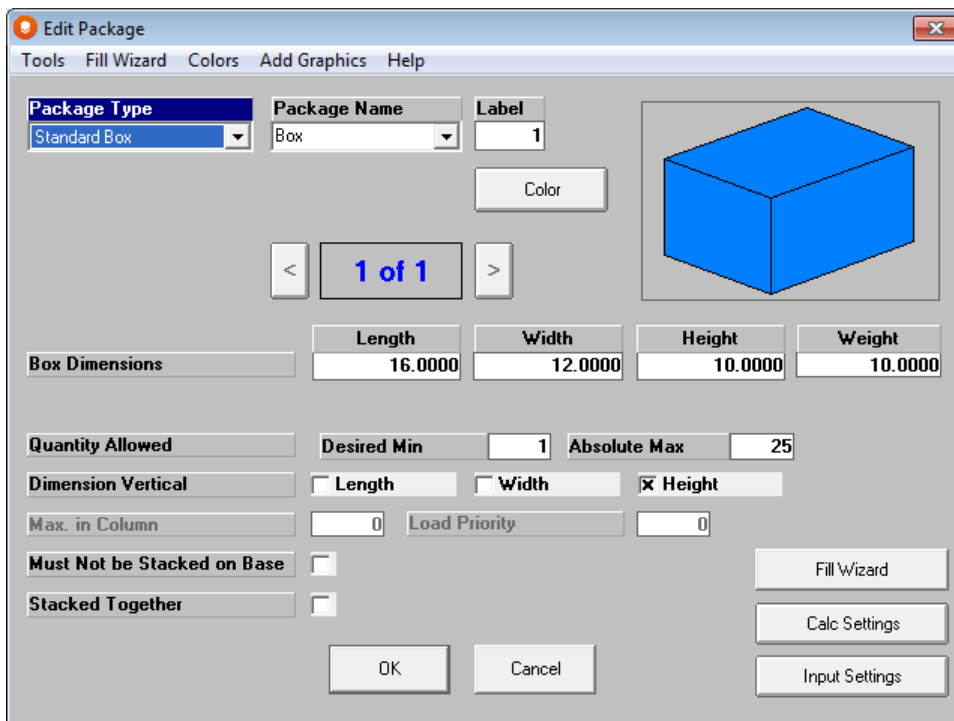 Edit Package
Tools Fill Wizard Colors Add Graphics Help
Package Type Package Name Label
Standard Box Box 1
Color
< 1 of 1 >
Length Width Height Weight
Box Dimensions 16.0000 12.0000 10.0000 10.0000
Quantity Allowed Desired Min 1 Absolute Max 25
Dimension Vertical Length Width Height
Max. in Column 0 Load Priority 0
Must Not be Stacked on Base
Fill Wizard
Stacked Together
Calc Settings
OK Cancel Input Settings